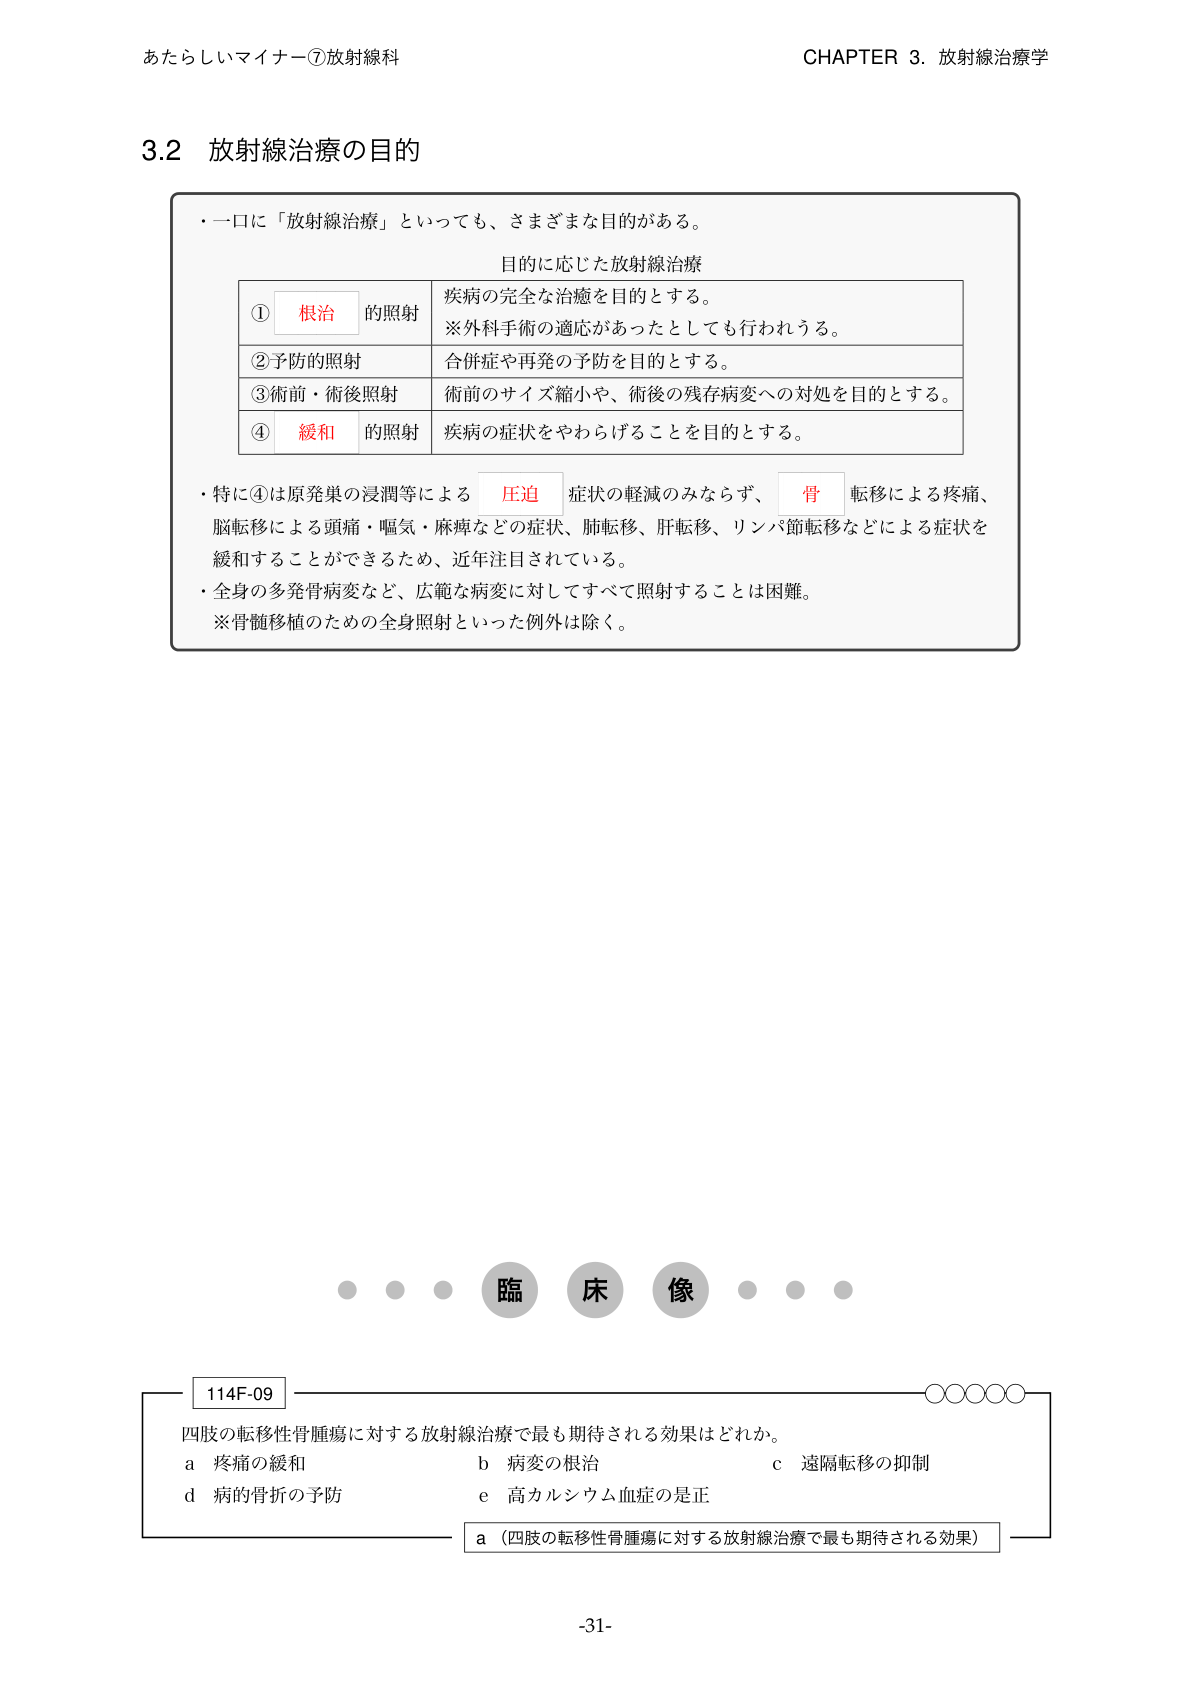 あたらしいマイナー⑦放射線科 CHAPTER 3. 放射線治療学
3.2 放射線治療の目的
・一口に「放射線治療」といっても、さまざまな目的がある。
目的に応じた放射線治療
① 根治 的照射 疾病の完全な治癒を目的とする。
※外科手術の適応があったとしても行われうる。
②予防的照射 合併症や再発の予防を目的とする。
③術前・術後照射 術前のサイズ縮小や、術後の残存病変への対処を目的とする。
④ 緩和 的照射 疾病の症状をやわらげることを目的とする。
・特に④は原発巣の浸潤等による 圧迫 症状の軽減のみならず、 骨 転移による疼痛、
脳転移による頭痛・嘔気・麻痺などの症状、肺転移、肝転移、リンパ節転移などによる症状を
緩和することができるため、近年注目されている。
・全身の多発骨病変など、広範な病変に対してすべて照射することは困難。
※骨髄移植のための全身照射といった例外は除く。
臨 床 像
114F-09
四肢の転移性骨腫瘍に対する放射線治療で最も期待される効果はどれか。
a 疼痛の緩和 b 病変の根治 c 遠隔転移の抑制
d 病的骨折の予防 e 高カルシウム血症の是正
a（四肢の転移性骨腫瘍に対する放射線治療で最も期待される効果）
-31-